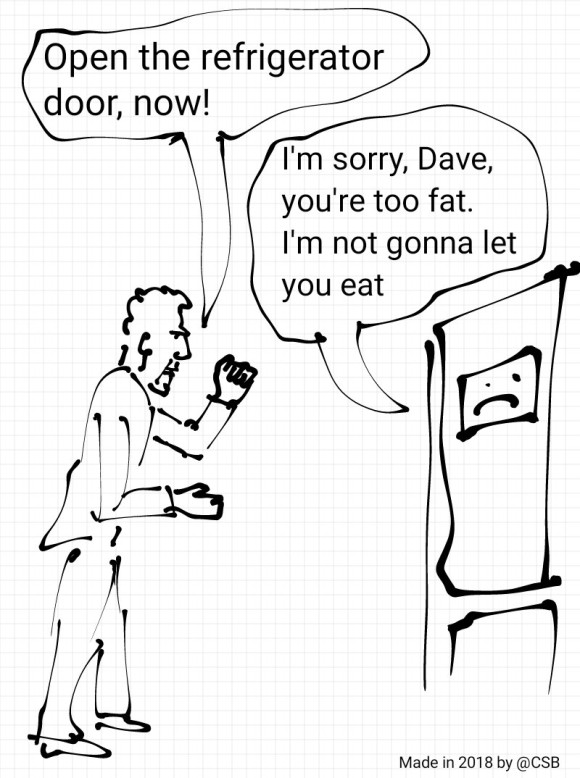 Open the refrigerator
door, now!
I'm sorry, Dave,
you're too fat.
I'm not gonna let
you eat
Made in 2018 by @CSB